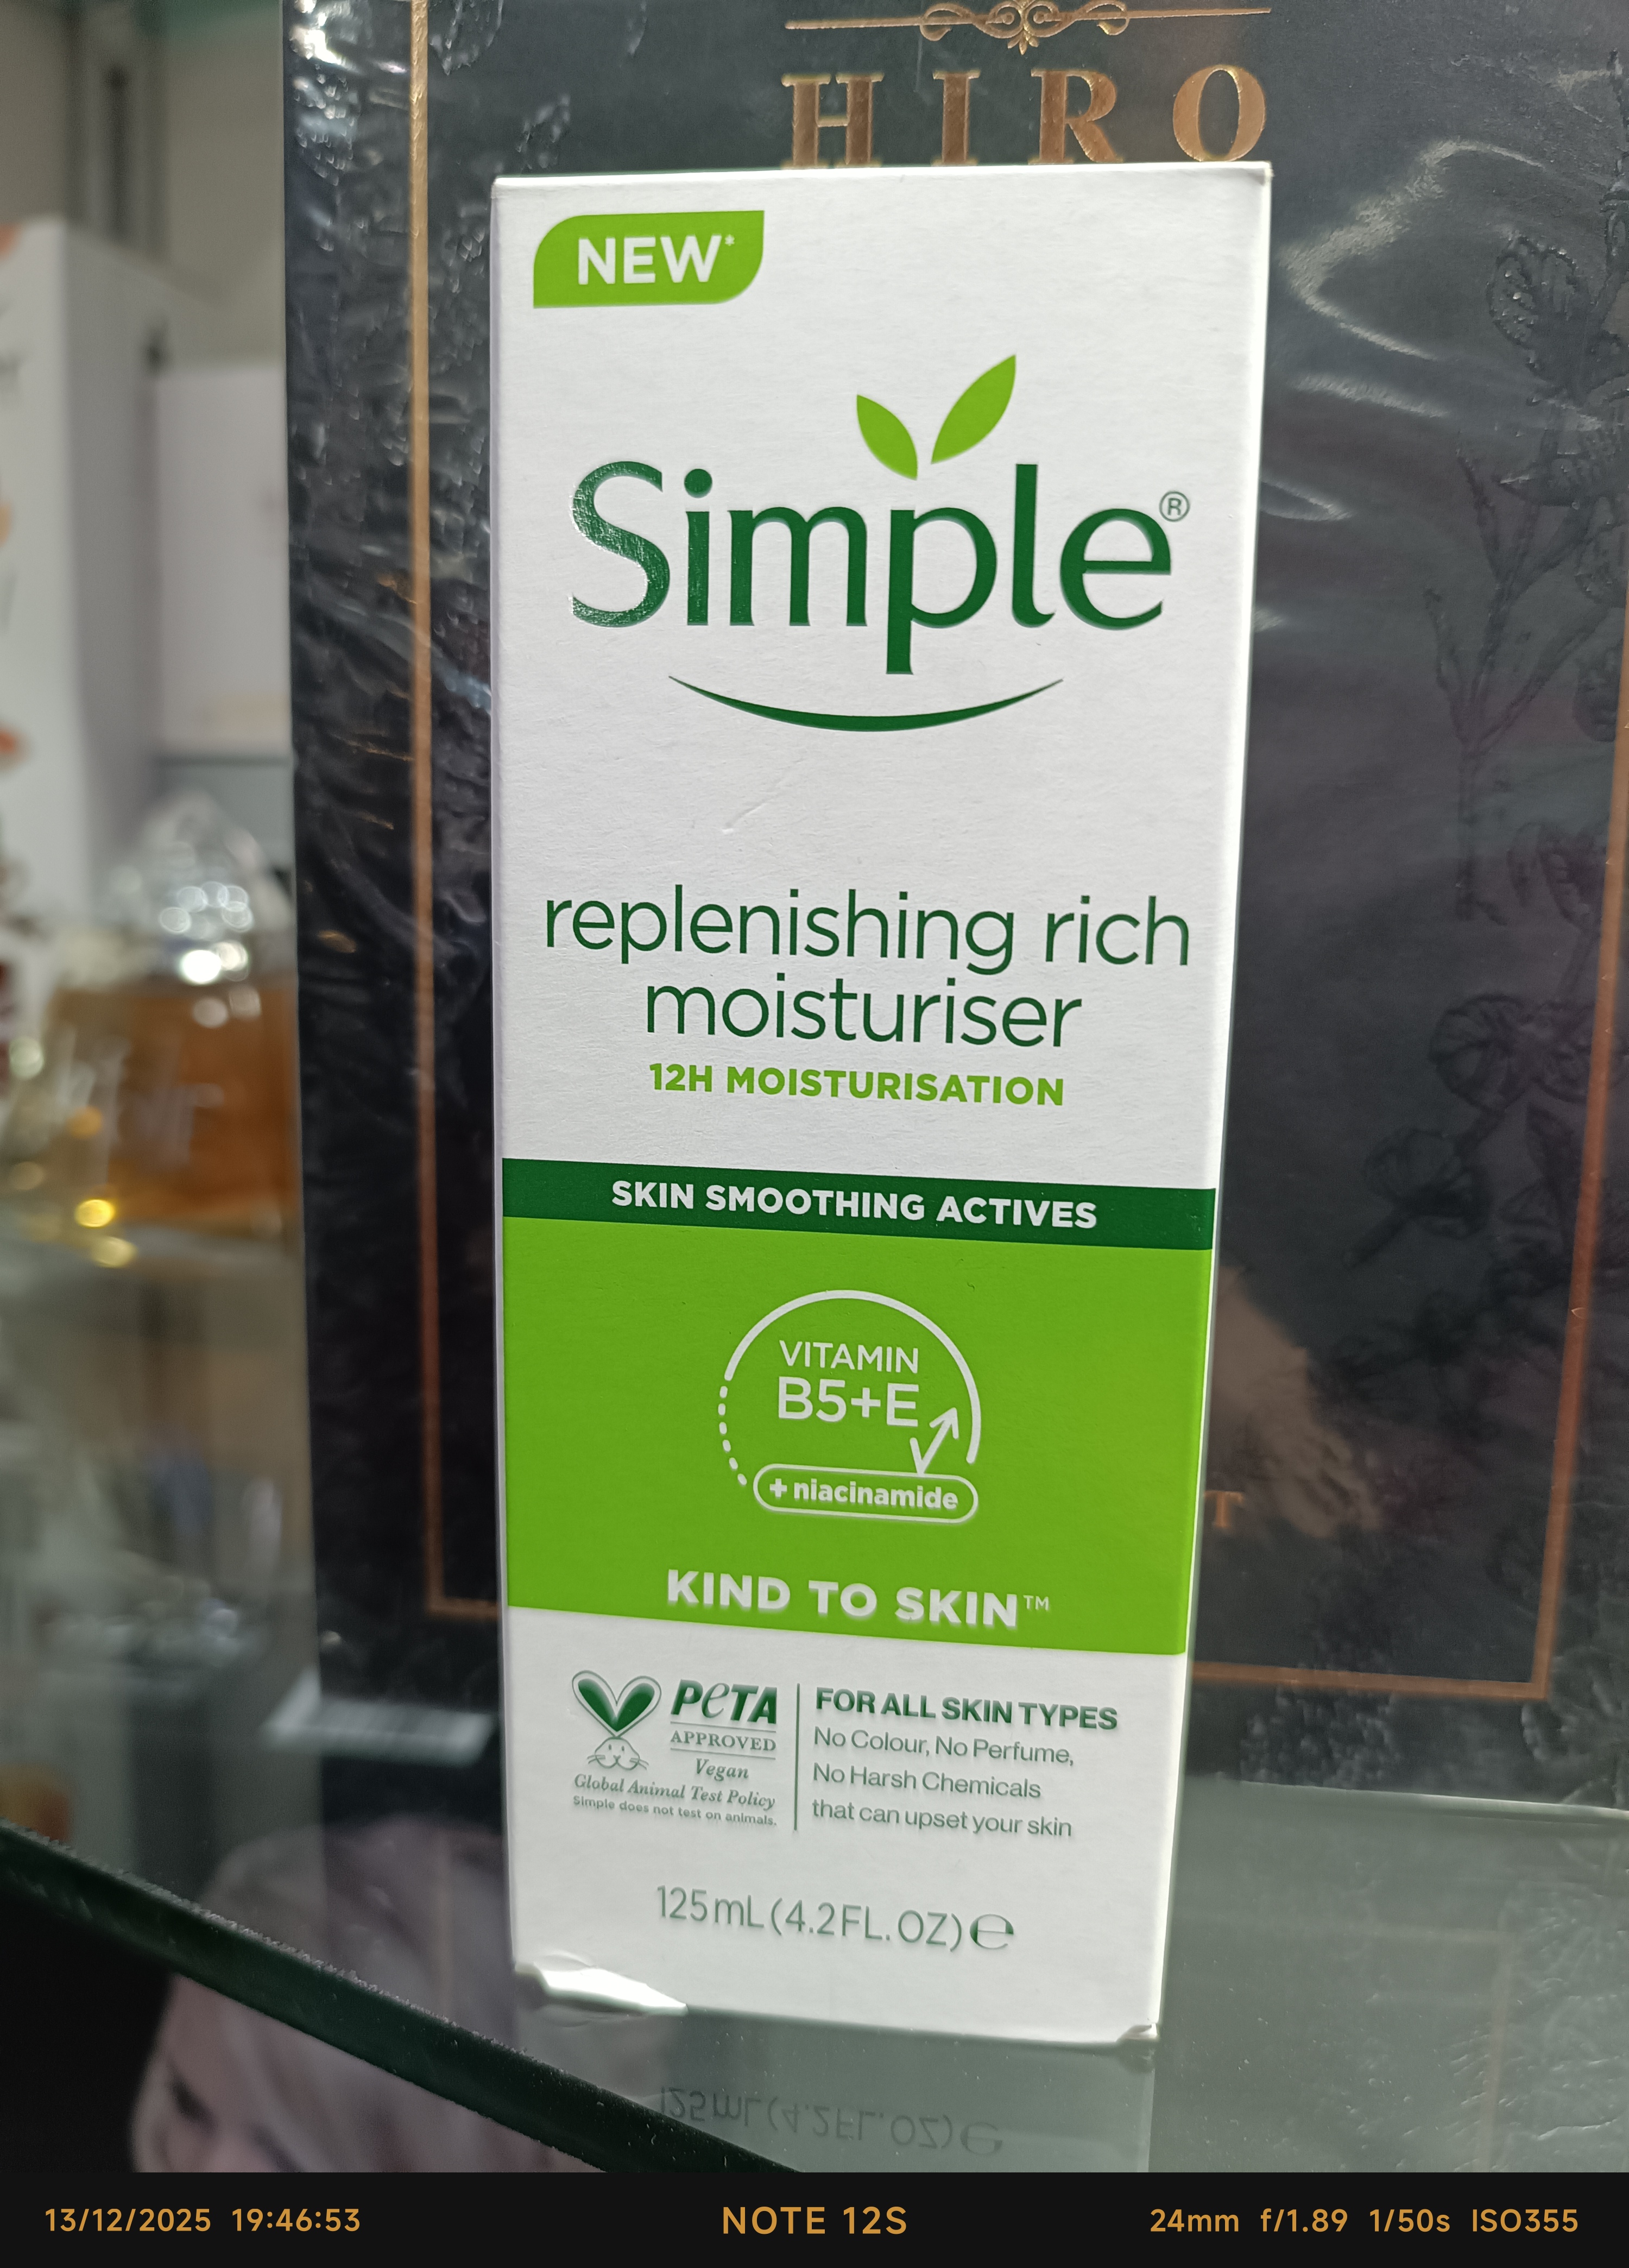 HIRO
NEW*
Simple®
replenishing rich
moisturiser
12H MOISTURISATION
SKIN SMOOTHING ACTIVES
VITAMIN
B5+E
+ niacinamide
KIND TO SKIN™
PETA
APPROVED
Vegan
Global Animal Test Policy
Simple does not test on animals.
FOR ALL SKIN TYPES
No Colour, No Perfume,
No Harsh Chemicals
that can upset your skin
125mL (4.2FL.OZ) ℮
13/12/2025 19:46:53
NOTE 12S
24mm f/1.89 1/50s ISO355